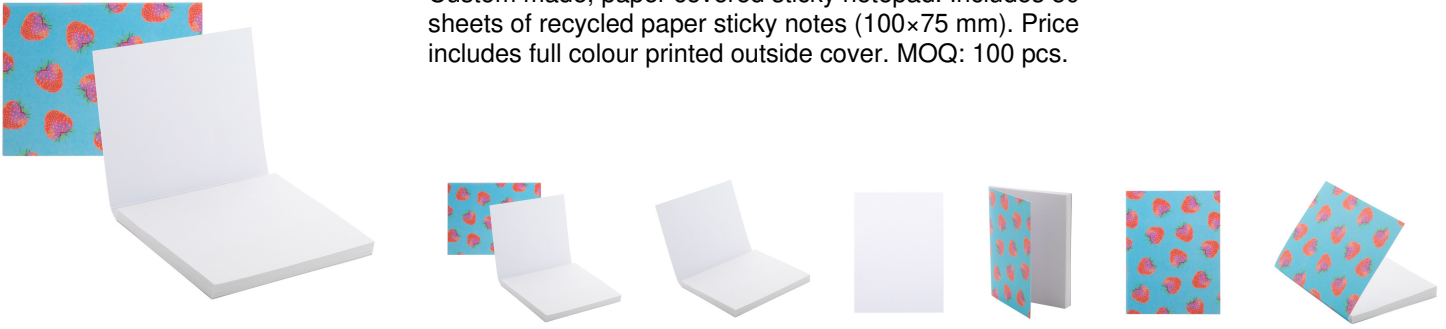 Custom made, paper covered sticky notepad. Includes 50
sheets of recycled paper sticky notes (100×75 mm). Price
includes full colour printed outside cover. MOQ: 100 pcs.